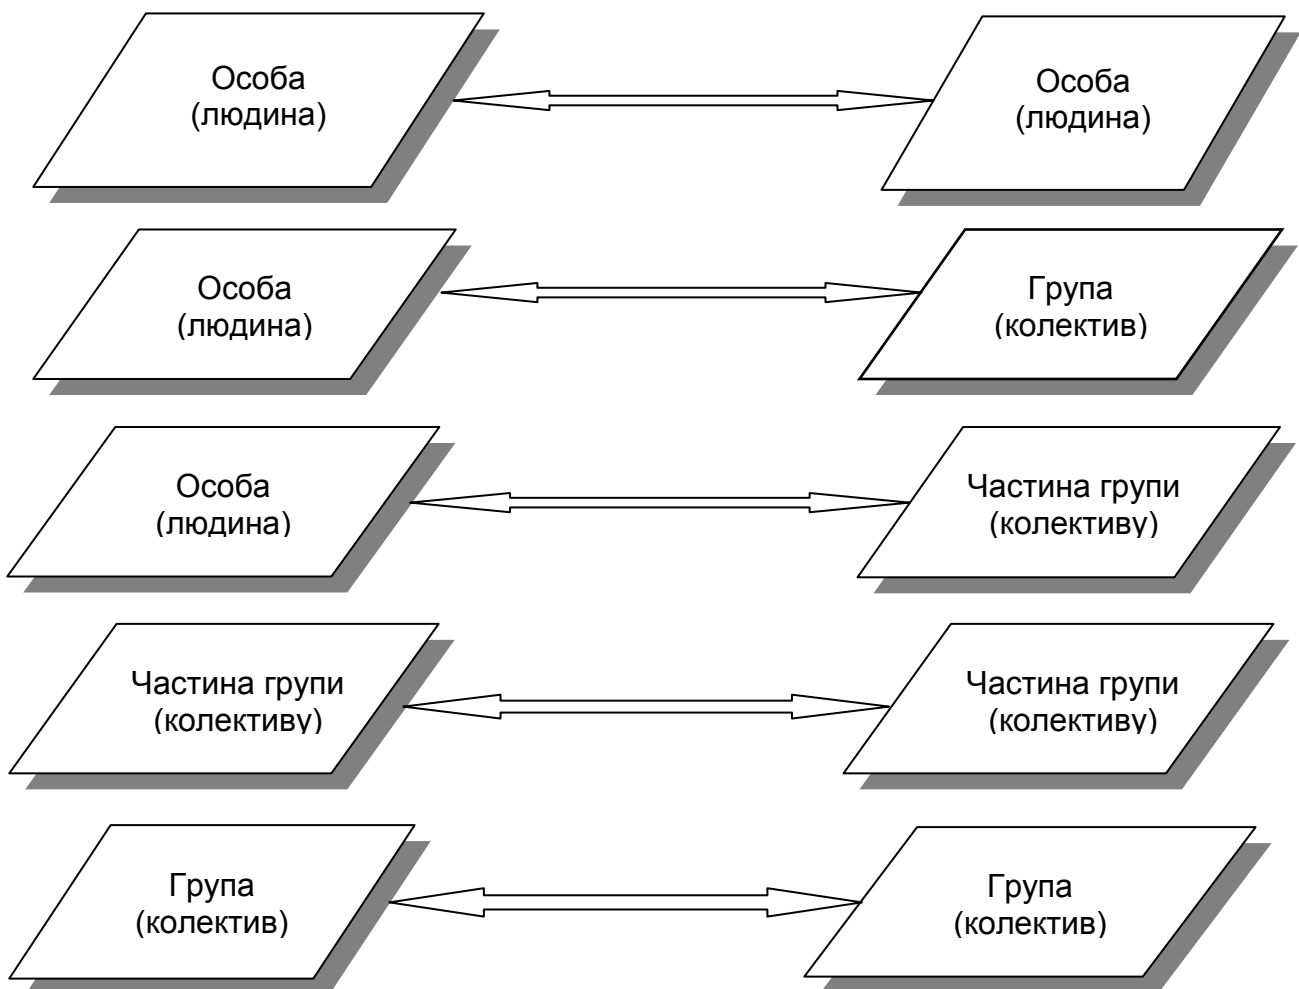 Особа
(людина)
Особа
(людина)
Особа
(людина)
Група
(колектив)
Особа
(людина)
Частина групи
(колективу)
Частина групи
(колективу)
Частина групи
(колективу)
Група
(колектив)
Група
(колектив)